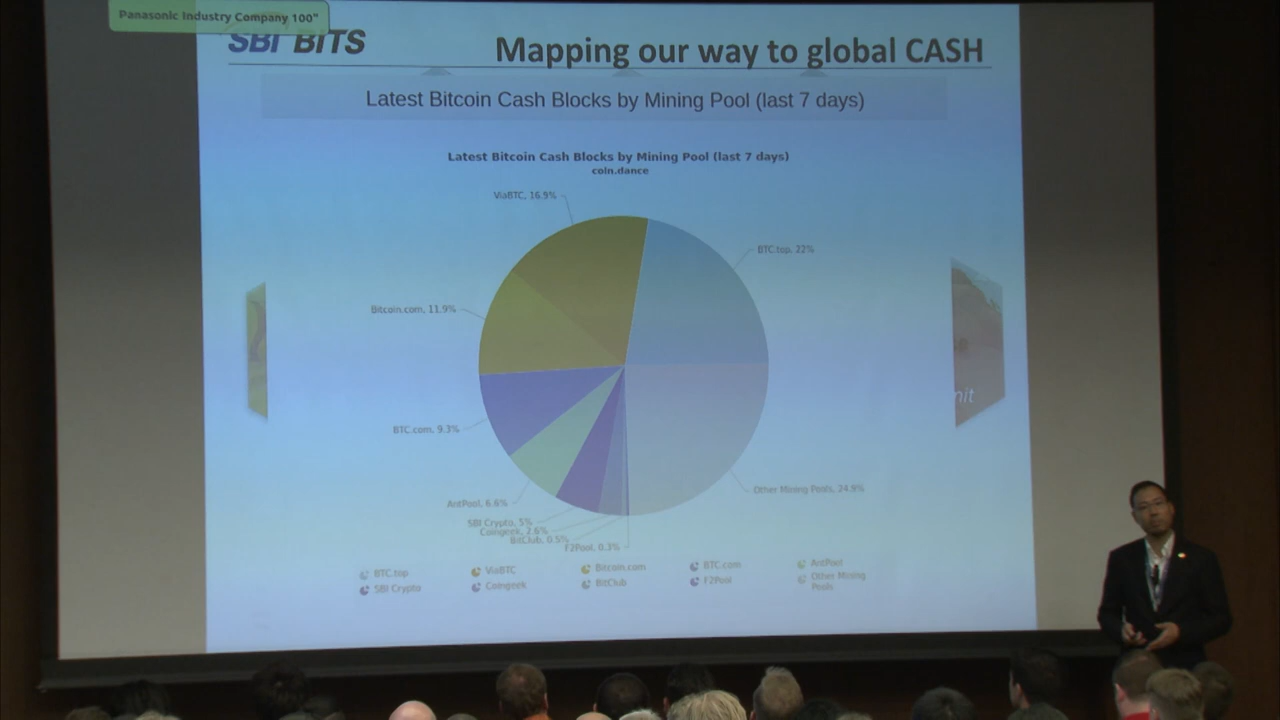 Panasonic Industry Company 100"
SBI BITS
Mapping our way to global CASH
Latest Bitcoin Cash Blocks by Mining Pool (last 7 days)
Latest Bitcoin Cash Blocks by Mining Pool (last 7 days)
coin.dance
ViaBTC, 16.9%
BTC.top, 22%
Bitcoin.com, 11.9%
nit
BTC.com, 9.3%
Other Mining Pools, 24.9%
AntPool, 6.6%
SBI Crypto, 5%
Coingeek, 2.6%
BitClub, 0.5%
F2Pool, 0.3%
BTC.top ViaBTC Bitcoin.com BTC.com AntPool
SBI Crypto Coingeek BitClub F2Pool Other Mining
Pools